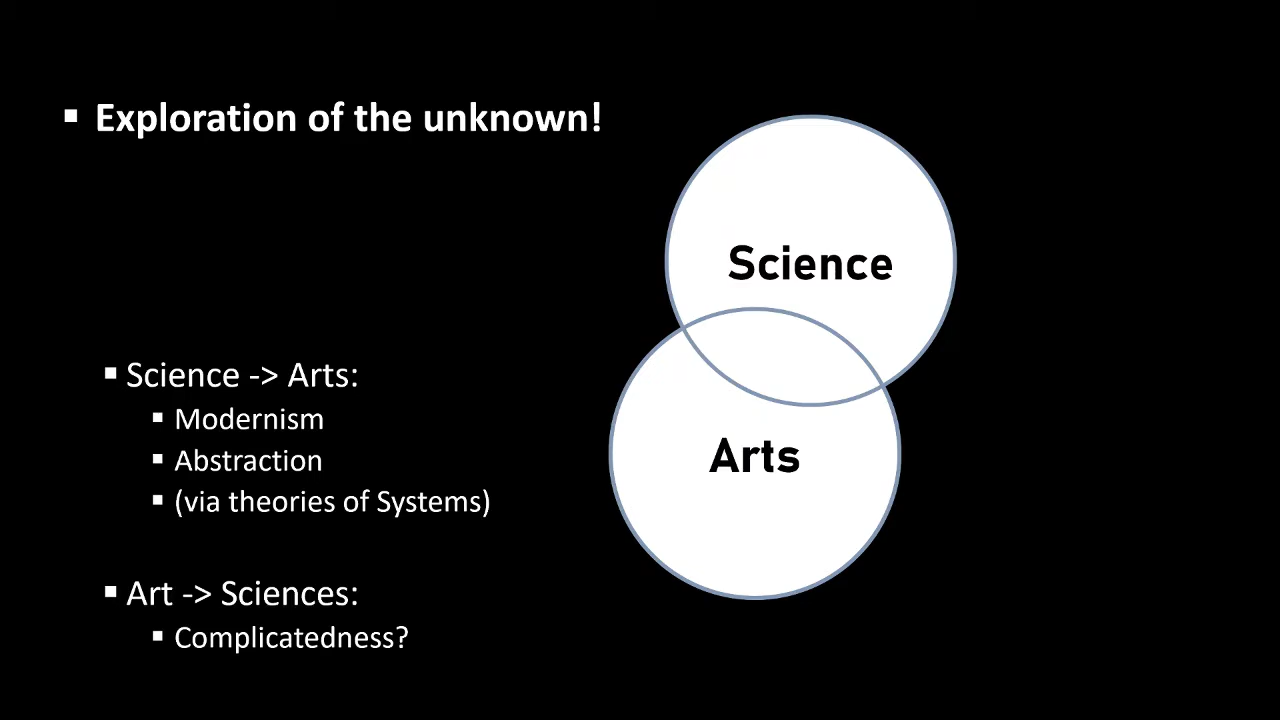 Exploration of the unknown!
Science -> Arts:
Modernism
Abstraction
(via theories of Systems)
Art -> Sciences:
Complicatedness?
Science
Arts